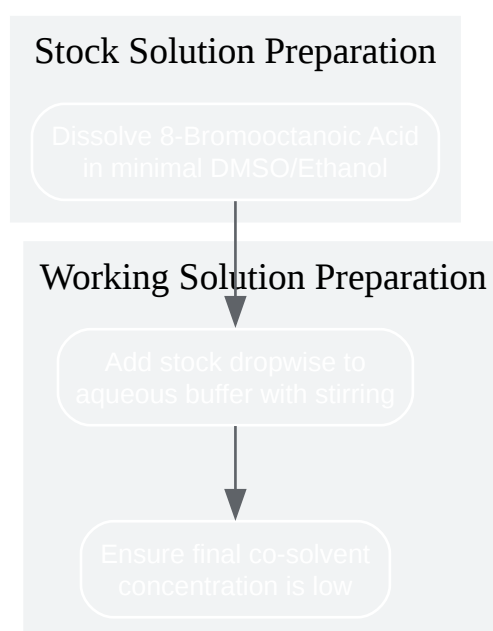 Stock Solution Preparation
Dissolve 8-Bromooctanoic Acid
in minimal DMSO/Ethanol
Working Solution Preparation
Add stock dropwise to
aqueous buffer with stirring
Ensure final co-solvent
concentration is low